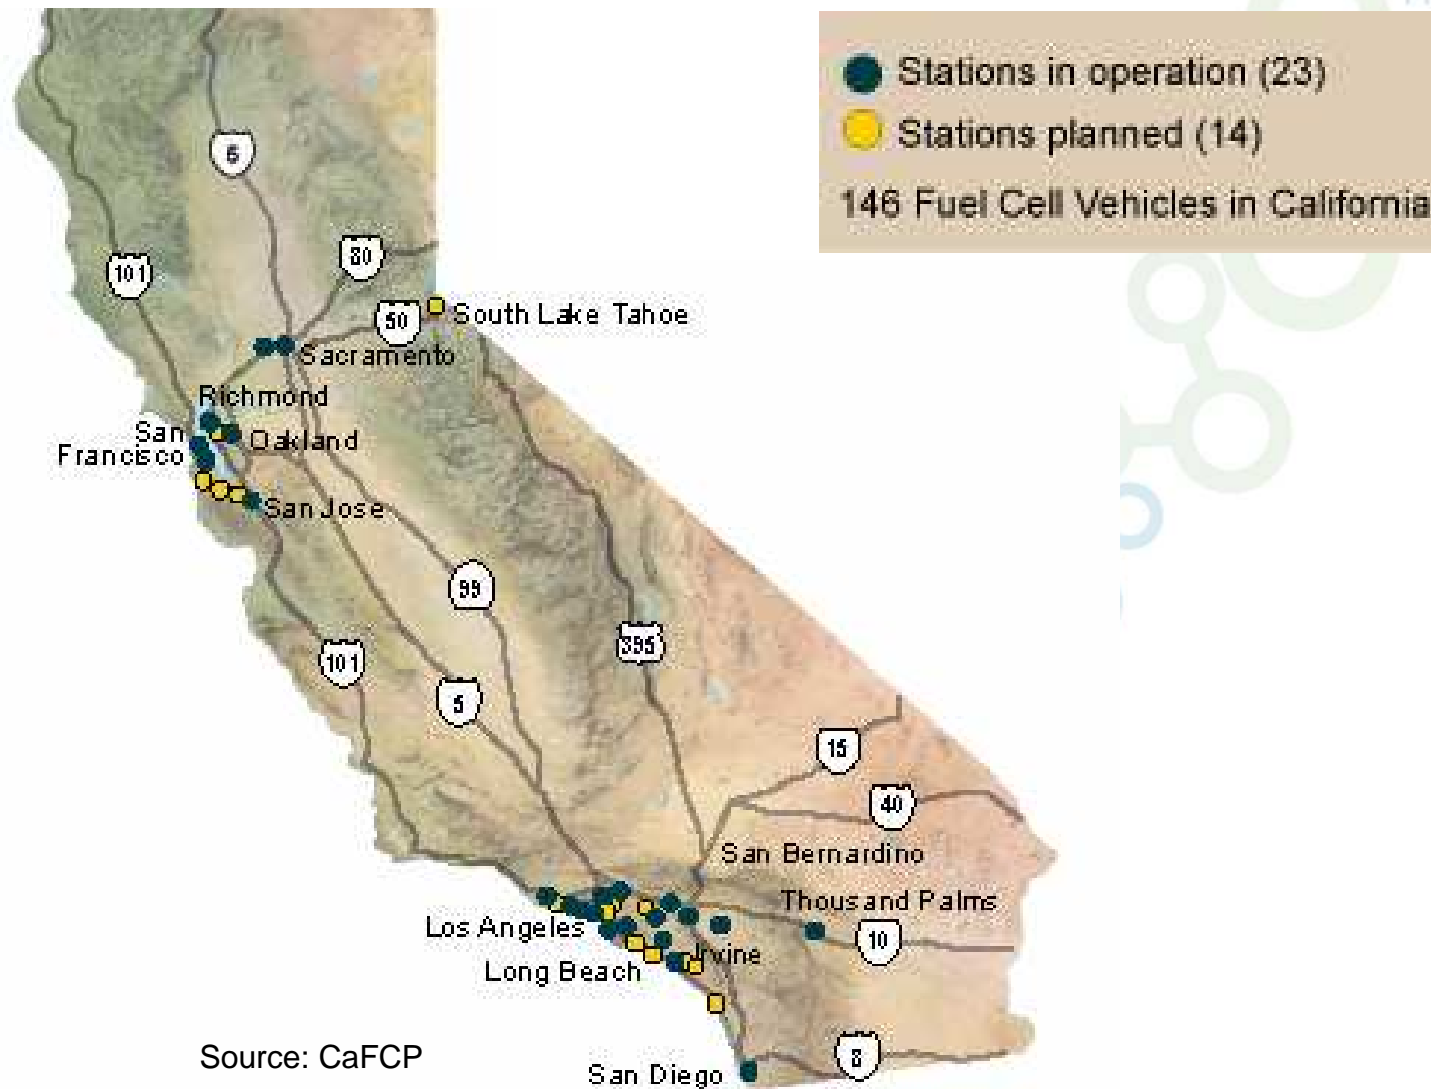 Stations in operation (23)
Stations planned (14)
146 Fuel Cell Vehicles in California
5
80
101
50
South Lake Tahoe
Sacramento
Richmond
San
Francisco
Oakland
San Jose
99
395
101
5
15
40
San Bernardino
Thousand Palms
Los Angeles
10
Irvine
Long Beach
Source: CaFCP
8
San Diego